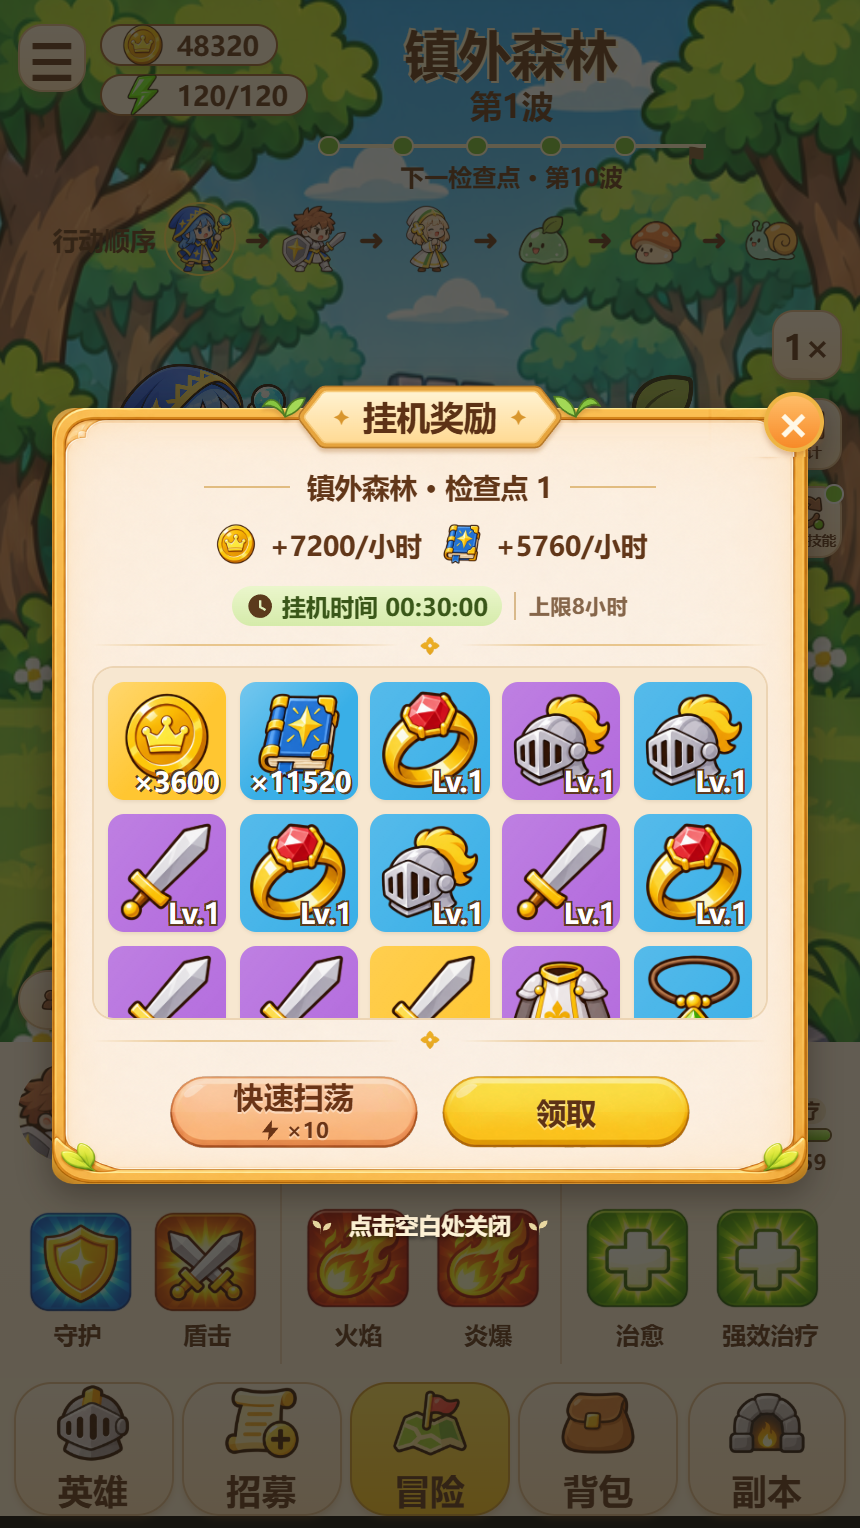 48320
120/120
镇外森林
第1波
下一检查点·第10波
行动顺序
1×
计
技能
挂机奖励
镇外森林·检查点 1
+7200/小时 +5760/小时
挂机时间 00:30:00 上限8小时
×3600 ×11520 Lv.1 Lv.1 Lv.1
Lv.1 Lv.1 Lv.1 Lv.1 Lv.1
快速扫荡
×10
领取
疗
59
点击空白处关闭
守护 盾击 火焰 炎爆 治愈 强效治疗
英雄 招募 冒险 背包 副本